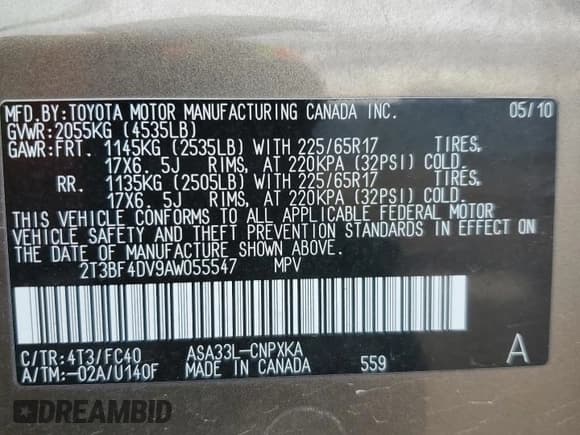 MFD.BY:TOYOTA MOTOR MANUFACTURING CANADA INC. 05/10
GVWR:2055KG (4535LB)
GAWR:FRT. 1145KG (2535LB) WITH 225/65R17 TIRES,
17X6. 5J RIMS, AT 220KPA (32PSI) COLD.
RR. 1135KG (2505LB) WITH 225/65R17 TIRES,
17X6. 5J RIMS, AT 220KPA (32PSI) COLD.
THIS VEHICLE CONFORMS TO ALL APPLICABLE FEDERAL MOTOR
VEHICLE SAFETY AND THEFT PREVENTION STANDARDS IN EFFECT ON
THE DATE OF MANUFACTURE SHOWN ABOVE.
2T3BF4DV9AW055547 MPV
C/TR:4T3/FC40 ASA33L-CNPXKA A
A/TM:-02A/U140F MADE IN CANADA 559
DREAMBID